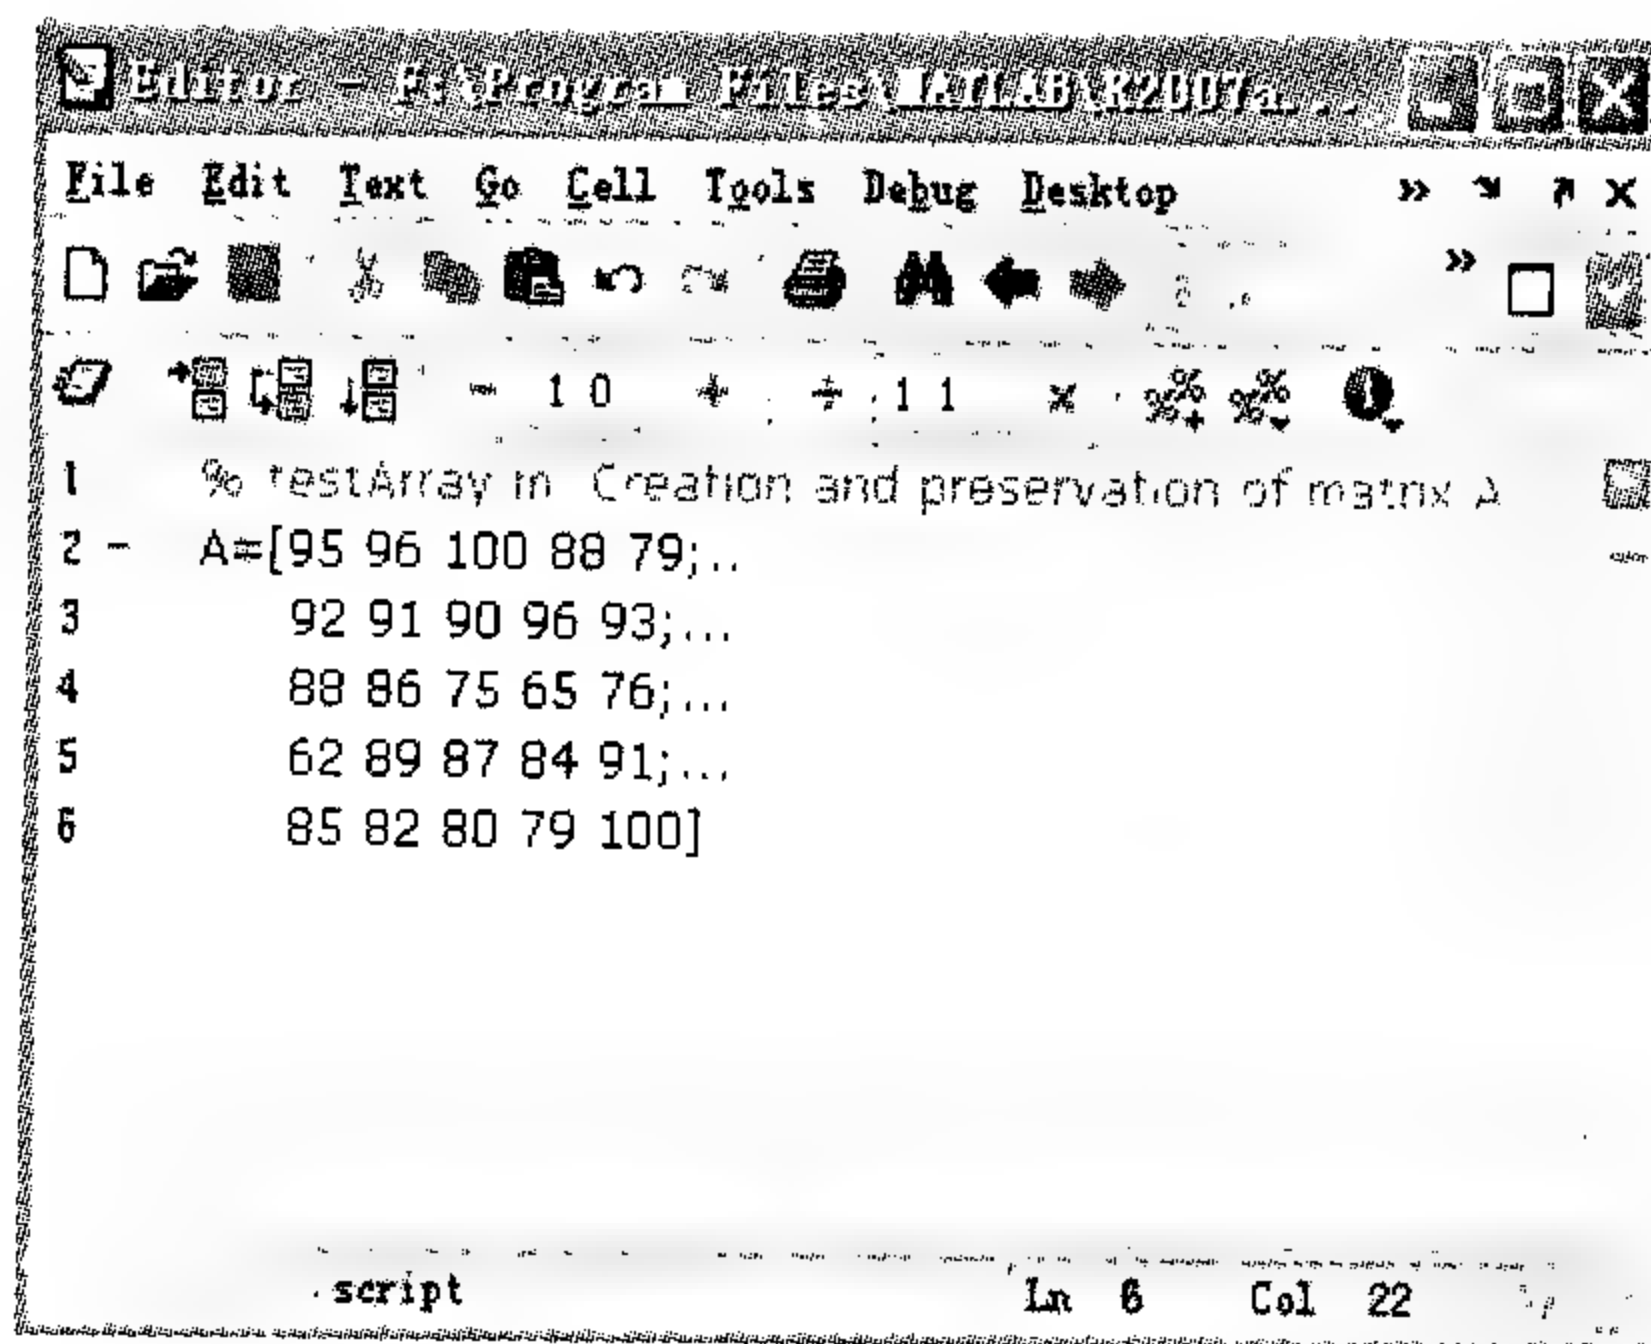 Editor - F:\Program Files\MATLAB\R2007a...
File Edit Text Go Cell Tools Debug Desktop
- 1 0 + ÷ 1 1 ×
1 % testArray in Creation and preservation of matrix A
2 - A=[95 96 100 88 79;..
3 92 91 90 96 93;...
4 88 86 75 65 76;...
5 62 89 87 84 91;...
6 85 82 80 79 100]
script Ln 6 Col 22